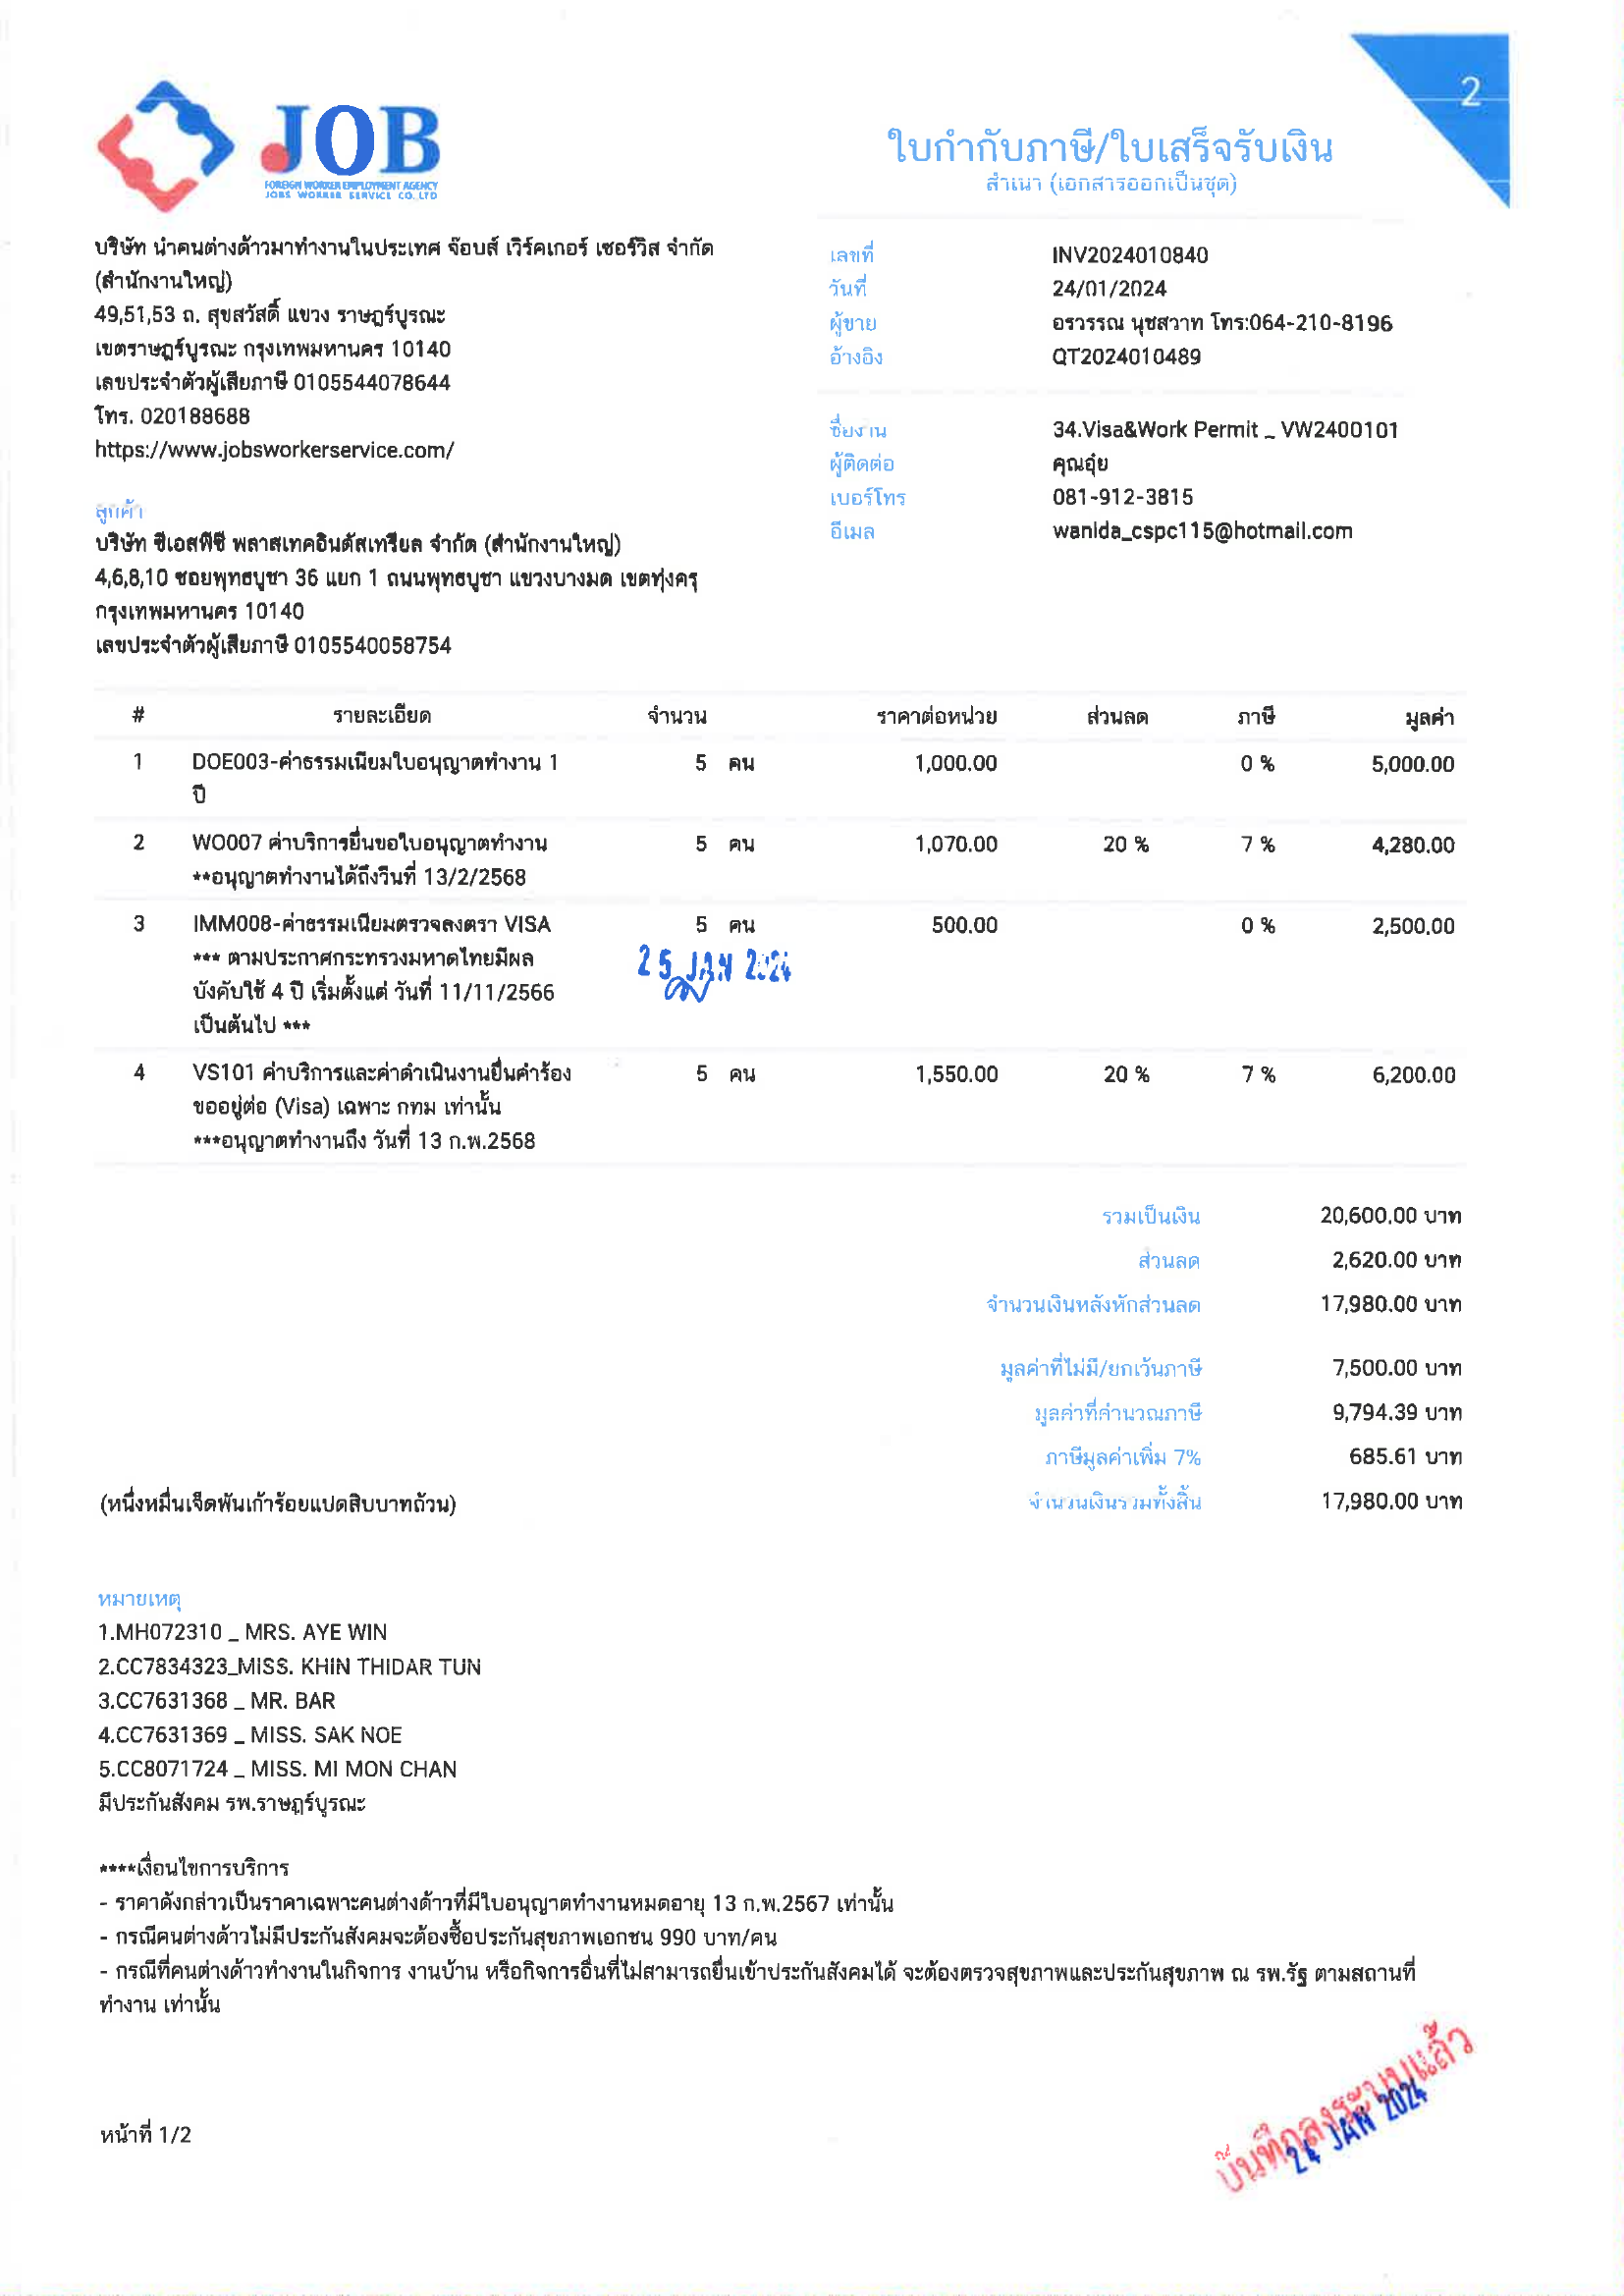 2
JOB
FOREIGN WORKER EMPLOYMENT AGENCY
JOBS WORKER SERVICE CO.,LTD
ใบกำกับภาษี/ใบเสร็จรับเงิน
สำเนา (เอกสารออกเป็นชุด)
บริษัท นำคนต่างด้าวมาทำงานในประเทศ จ๊อบส์ เวิร์คเกอร์ เซอร์วิส จำกัด
(สำนักงานใหญ่)
49,51,53 ถ. สุขสวัสดิ์ แขวง ราษฎร์บูรณะ
เขตราษฎร์บูรณะ กรุงเทพมหานคร 10140
เลขประจำตัวผู้เสียภาษี 0105544078644
โทร. 020188688
https://www.jobsworkerservice.com/
เลขที่ INV2024010840
วันที่ 24/01/2024
ผู้ขาย อรวรรณ นุชสวาท โทร:064-210-8196
อ้างอิง QT2024010489
ชื่องาน 34.Visa&Work Permit _ VW2400101
ผู้ติดต่อ คุณอุ๋ย
เบอร์โทร 081-912-3815
อีเมล wanida_cspc115@hotmail.com
ลูกค้า
บริษัท ซีเอสพีซี พลาสเทคอินดัสเทรียล จำกัด (สำนักงานใหญ่)
4,6,8,10 ซอยพุทธบูชา 36 แยก 1 ถนนพุทธบูชา แขวงบางมด เขตทุ่งครุ
กรุงเทพมหานคร 10140
เลขประจำตัวผู้เสียภาษี 0105540058754
# รายละเอียด จำนวน ราคาต่อหน่วย ส่วนลด ภาษี มูลค่า
1 DOE003-ค่าธรรมเนียมใบอนุญาตทำงาน 1 5 คน 1,000.00 0 % 5,000.00
ปี
2 WO007 ค่าบริการยื่นขอใบอนุญาตทำงาน 5 คน 1,070.00 20 % 7 % 4,280.00
**อนุญาตทำงานได้ถึงวันที่ 13/2/2568
3 IMM008-ค่าธรรมเนียมตรวจลงตรา VISA 5 คน 500.00 0 % 2,500.00
*** ตามประกาศกระทรวงมหาดไทยมีผล
25 JAN 2024
บังคับใช้ 4 ปี เริ่มตั้งแต่ วันที่ 11/11/2566
เป็นต้นไป ***
4 VS101 ค่าบริการและค่าดำเนินงานยื่นคำร้อง 5 คน 1,550.00 20 % 7 % 6,200.00
ขออยู่ต่อ (Visa) เฉพาะ กทม เท่านั้น
***อนุญาตทำงานถึง วันที่ 13 ก.พ.2568
รวมเป็นเงิน 20,600.00 บาท
ส่วนลด 2,620.00 บาท
จำนวนเงินหลังหักส่วนลด 17,980.00 บาท
มูลค่าที่ไม่มี/ยกเว้นภาษี 7,500.00 บาท
มูลค่าที่คำนวณภาษี 9,794.39 บาท
ภาษีมูลค่าเพิ่ม 7% 685.61 บาท
(หนึ่งหมื่นเจ็ดพันเก้าร้อยแปดสิบบาทถ้วน) จำนวนเงินรวมทั้งสิ้น 17,980.00 บาท
หมายเหตุ
1.MH072310 _ MRS. AYE WIN
2.CC7834323_MISS. KHIN THIDAR TUN
3.CC7631368 _ MR. BAR
4.CC7631369 _ MISS. SAK NOE
5.CC8071724 _ MISS. MI MON CHAN
มีประกันสังคม รพ.ราษฎร์บูรณะ
****เงื่อนไขการบริการ
- ราคาดังกล่าวเป็นราคาเฉพาะคนต่างด้าวที่มีใบอนุญาตทำงานหมดอายุ 13 ก.พ.2567 เท่านั้น
- กรณีคนต่างด้าวไม่มีประกันสังคมจะต้องซื้อประกันสุขภาพเอกชน 990 บาท/คน
- กรณีที่คนต่างด้าวทำงานในกิจการ งานบ้าน หรือกิจการอื่นที่ไม่สามารถยื่นเข้าประกันสังคมได้ จะต้องตรวจสุขภาพและประกันสุขภาพ ณ รพ.รัฐ ตามสถานที่
ทำงาน เท่านั้น
บันทึกลงระบบแล้ว
24 JAN 2024
หน้าที่ 1/2